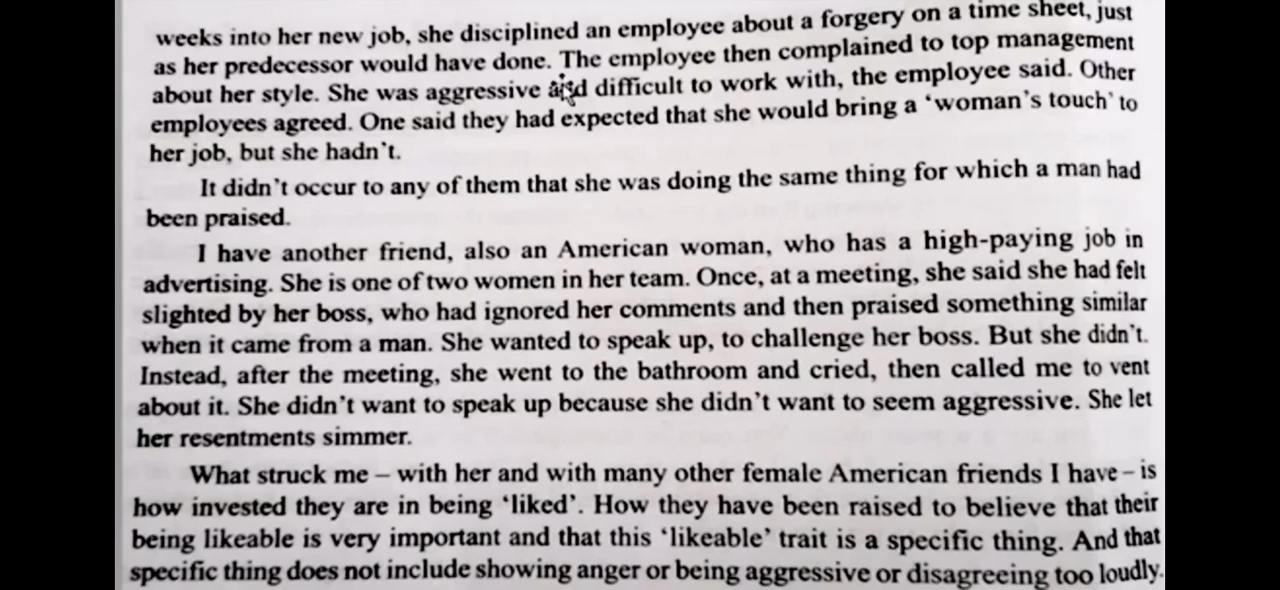 weeks into her new job, she disciplined an employee about a forgery on a time sheet, just
as her predecessor would have done. The employee then complained to top management
about her style. She was aggressive and difficult to work with, the employee said. Other
employees agreed. One said they had expected that she would bring a ‘woman’s touch’ to
her job, but she hadn’t.
It didn’t occur to any of them that she was doing the same thing for which a man had
been praised.
I have another friend, also an American woman, who has a high-paying job in
advertising. She is one of two women in her team. Once, at a meeting, she said she had felt
slighted by her boss, who had ignored her comments and then praised something similar
when it came from a man. She wanted to speak up, to challenge her boss. But she didn’t.
Instead, after the meeting, she went to the bathroom and cried, then called me to vent
about it. She didn’t want to speak up because she didn’t want to seem aggressive. She let
her resentments simmer.
What struck me – with her and with many other female American friends I have – is
how invested they are in being ‘liked’. How they have been raised to believe that their
being likeable is very important and that this ‘likeable’ trait is a specific thing. And that
specific thing does not include showing anger or being aggressive or disagreeing too loudly.